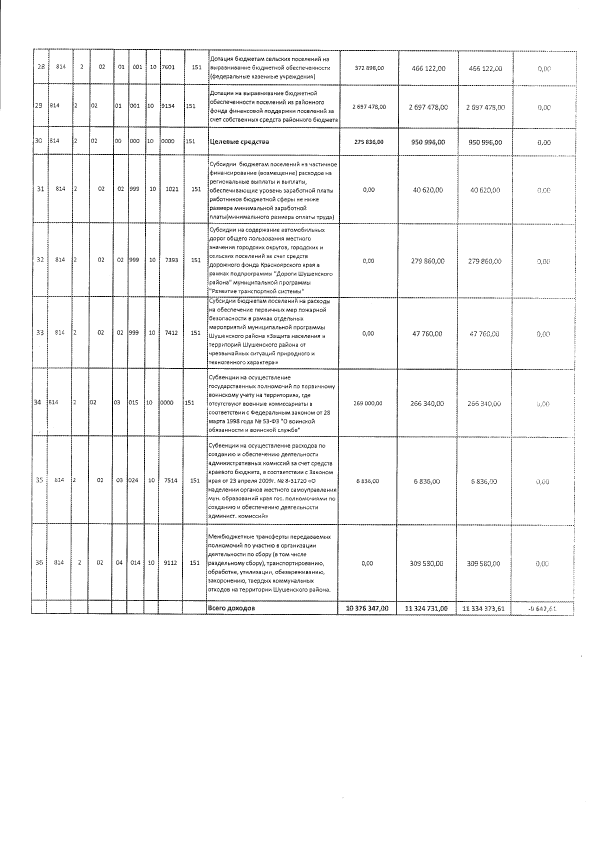 Дотация бюджетам сельских поселений на
28 814 2 02 01 001 10 7601 151 выравнивание бюджетной обеспеченности 372 898,00 466 122,00 466 122,00 0,00
(федеральные казенные учреждения)
Дотации на выравнивание бюджетной
29 814 2 02 01 001 10 9134 151 обеспеченности поселений из районного 2 697 478,00 2 697 478,00 2 697 478,00 0,00
фонда финансовой поддержки поселений за
счет собственных средств районного бюджета
30 814 2 02 00 000 10 0000 151 Целевые средства 275 836,00 950 996,00 950 996,00 0,00
Субсидии бюджетам поселений на частичное
финансирование (возмещение) расходов на
региональные выплаты и выплаты,
31 814 2 02 02 999 10 1021 151 обеспечивающие уровень заработной платы 0,00 40 620,00 40 620,00 0,00
работников бюджетной сферы не ниже
размера минимальной заработной
платы(минимального размера оплаты труда)
Субсидии на содержание автомобильных
дорог общего пользования местного
значения городских округов, городских и
32 814 2 02 02 999 10 7393 151 сельских поселений за счет средств 0,00 279 860,00 279 860,00 0,00
дорожного фонда Красноярского края в
рамках подпрограммы "Дороги Шушенского
района" муниципальной программы
"Развитие транспортной системы"
Субсидии бюджетам поселений на расходы
на обеспечение первичных мер пожарной
безопасности в рамках отдельных
33 814 2 02 02 999 10 7412 151 мероприятий муниципальной программы 0,00 47 760,00 47 760,00 0,00
Шушенского района «Защита населения и
территорий Шушенского района от
чрезвычайных ситуаций природного и
техногенного характера»
Субвенции на осуществление
государственных полномочий по первичному
34 814 2 02 03 015 10 0000 151 воинскому учету на территориях, где 269 000,00 266 340,00 266 340,00 0,00
отсутствуют военные комиссариаты в
соответствии с Федеральным законом от 28
марта 1998 года № 53-ФЗ "О воинской
обязанности и воинской службе"
Субвенции на осуществление расходов по
созданию и обеспечению деятельности
административных комиссий за счет средств
35 814 2 02 03 024 10 7514 151 краевого бюджета, в соответствии с Законом 6 836,00 6 836,00 6 836,00 0,00
края от 23 апреля 2009г. № 8-3170 «О
наделении органов местного самоуправления
мун. образований края гос. полномочиями по
созданию и обеспечению деятельности
админист. комиссий»
Межбюджетные трансферты передаваемых
полномочий по участию в организации
деятельности по сбору (в том числе
36 814 2 02 04 014 10 9112 151 раздельному сбору), транспортированию, 0,00 309 580,00 309 580,00 0,00
обработке, утилизации, обезвреживанию,
захоронению, твердых коммунальных
отходов на территории Шушенского района.
Всего доходов 10 376 347,00 11 324 731,00 11 334 373,61 -9 642,61